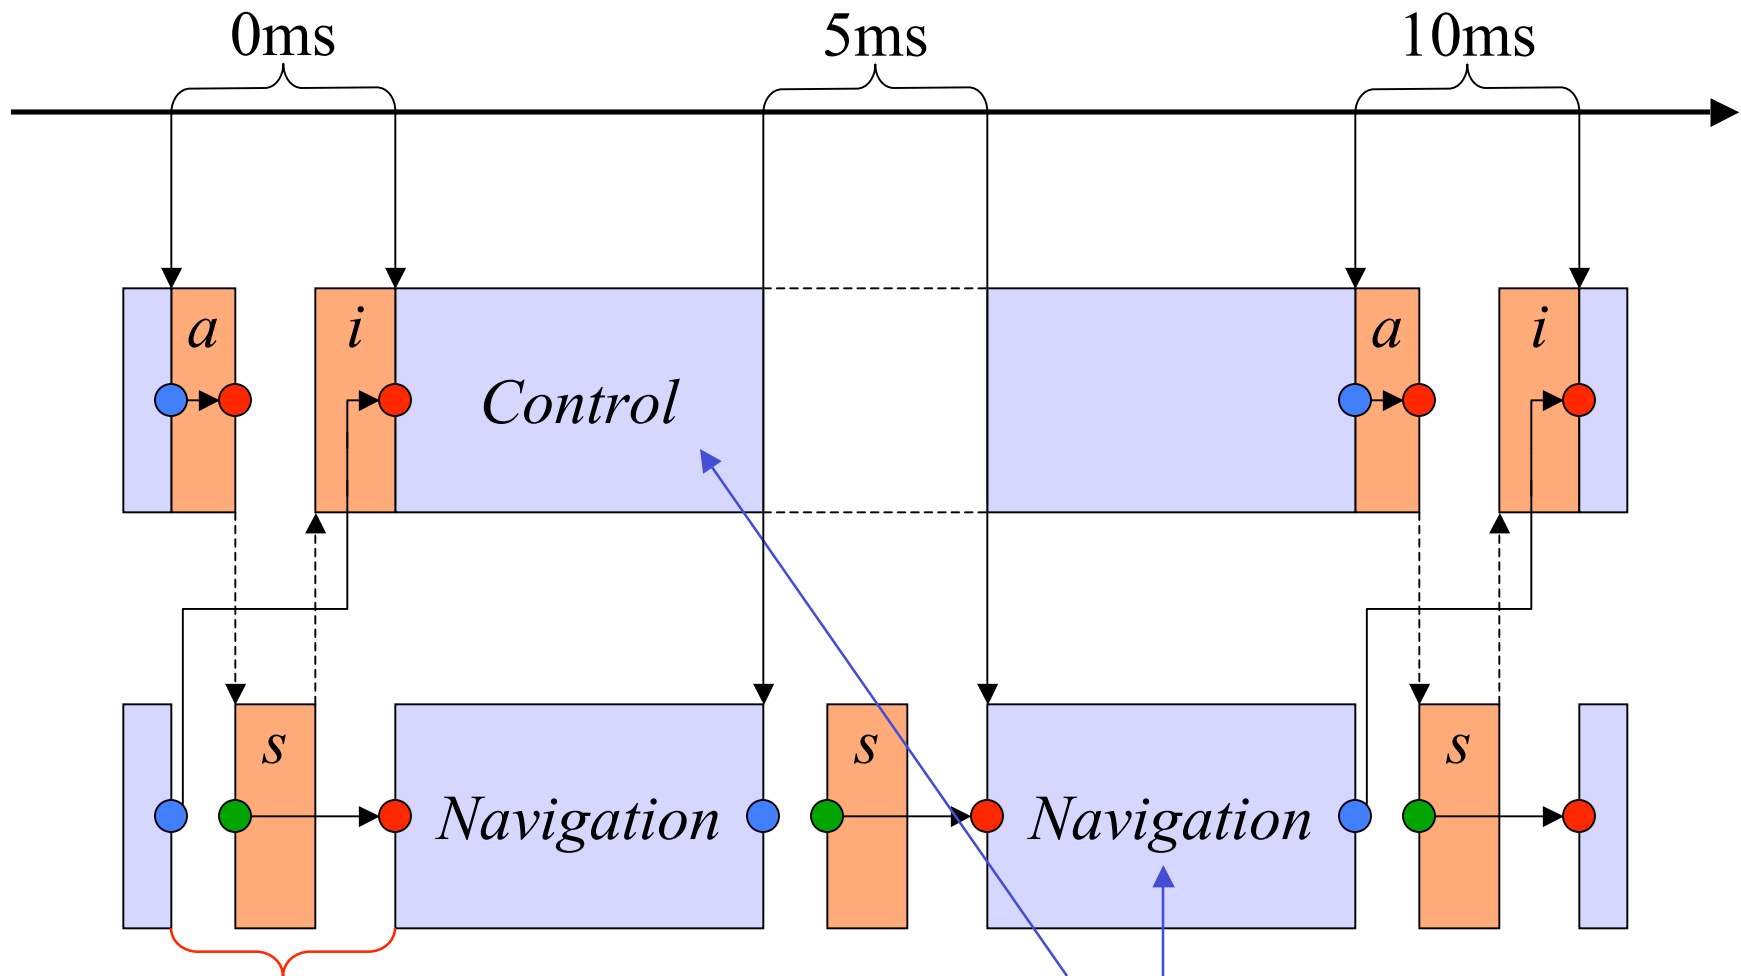 0ms 5ms 10ms
a i a i
Control
s s s
Navigation Navigation